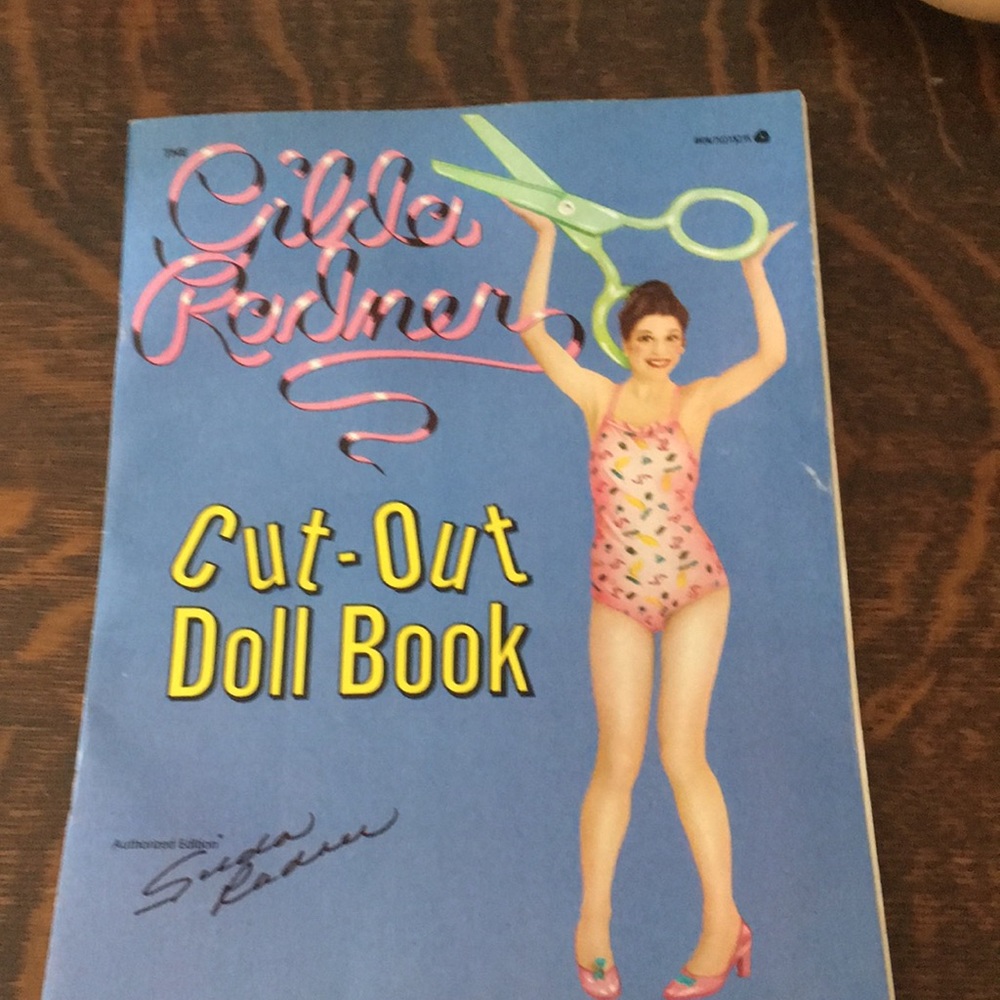 THE
Gilda
Radner
Cut-Out
Doll Book
Authorized Edition
Gilda
Radner